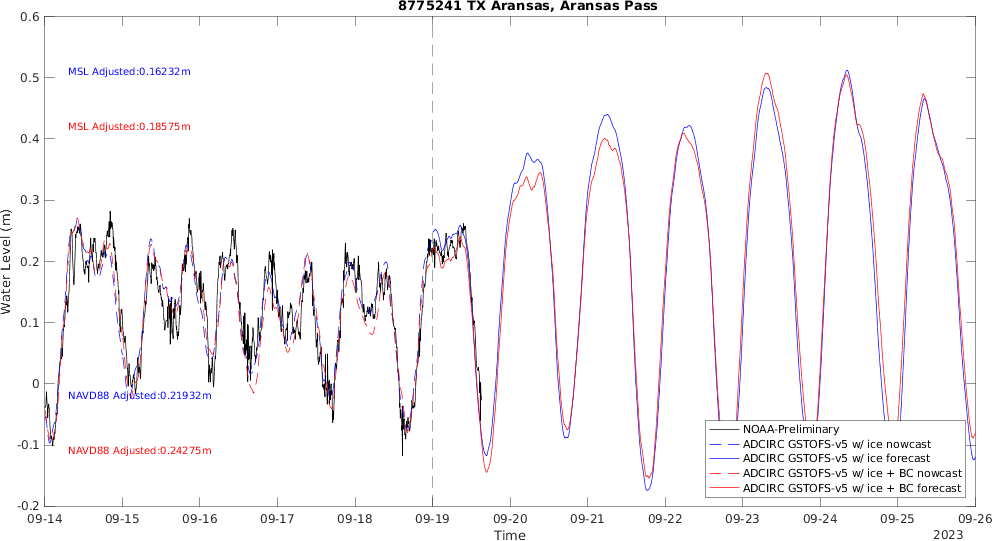 8775241 TX Aransas, Aransas Pass
0.6
0.5
0.4
0.3
0.2
0.1
0
-0.1
-0.2
Water Level (m)
MSL Adjusted:0.16232m
MSL Adjusted:0.18575m
NAVD88 Adjusted:0.21932m
NAVD88 Adjusted:0.24275m
NOAA-Preliminary
ADCIRC GSTOFS-v5 w/ ice nowcast
ADCIRC GSTOFS-v5 w/ ice forecast
ADCIRC GSTOFS-v5 w/ ice + BC nowcast
ADCIRC GSTOFS-v5 w/ ice + BC forecast
09-14 09-15 09-16 09-17 09-18 09-19 09-20 09-21 09-22 09-23 09-24 09-25 09-26
Time
2023